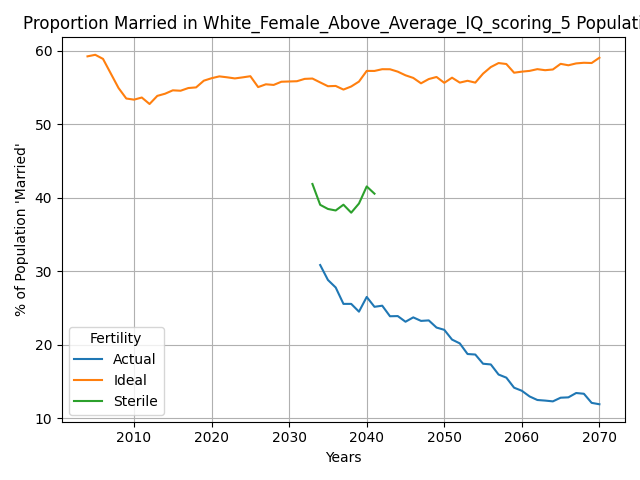 Proportion Married in White_Female_Above_Average_IQ_scoring_5 Populati
60
50
40
30
20
10
% of Population 'Married'
Fertility
Actual
Ideal
Sterile
2010 2020 2030 2040 2050 2060 2070
Years